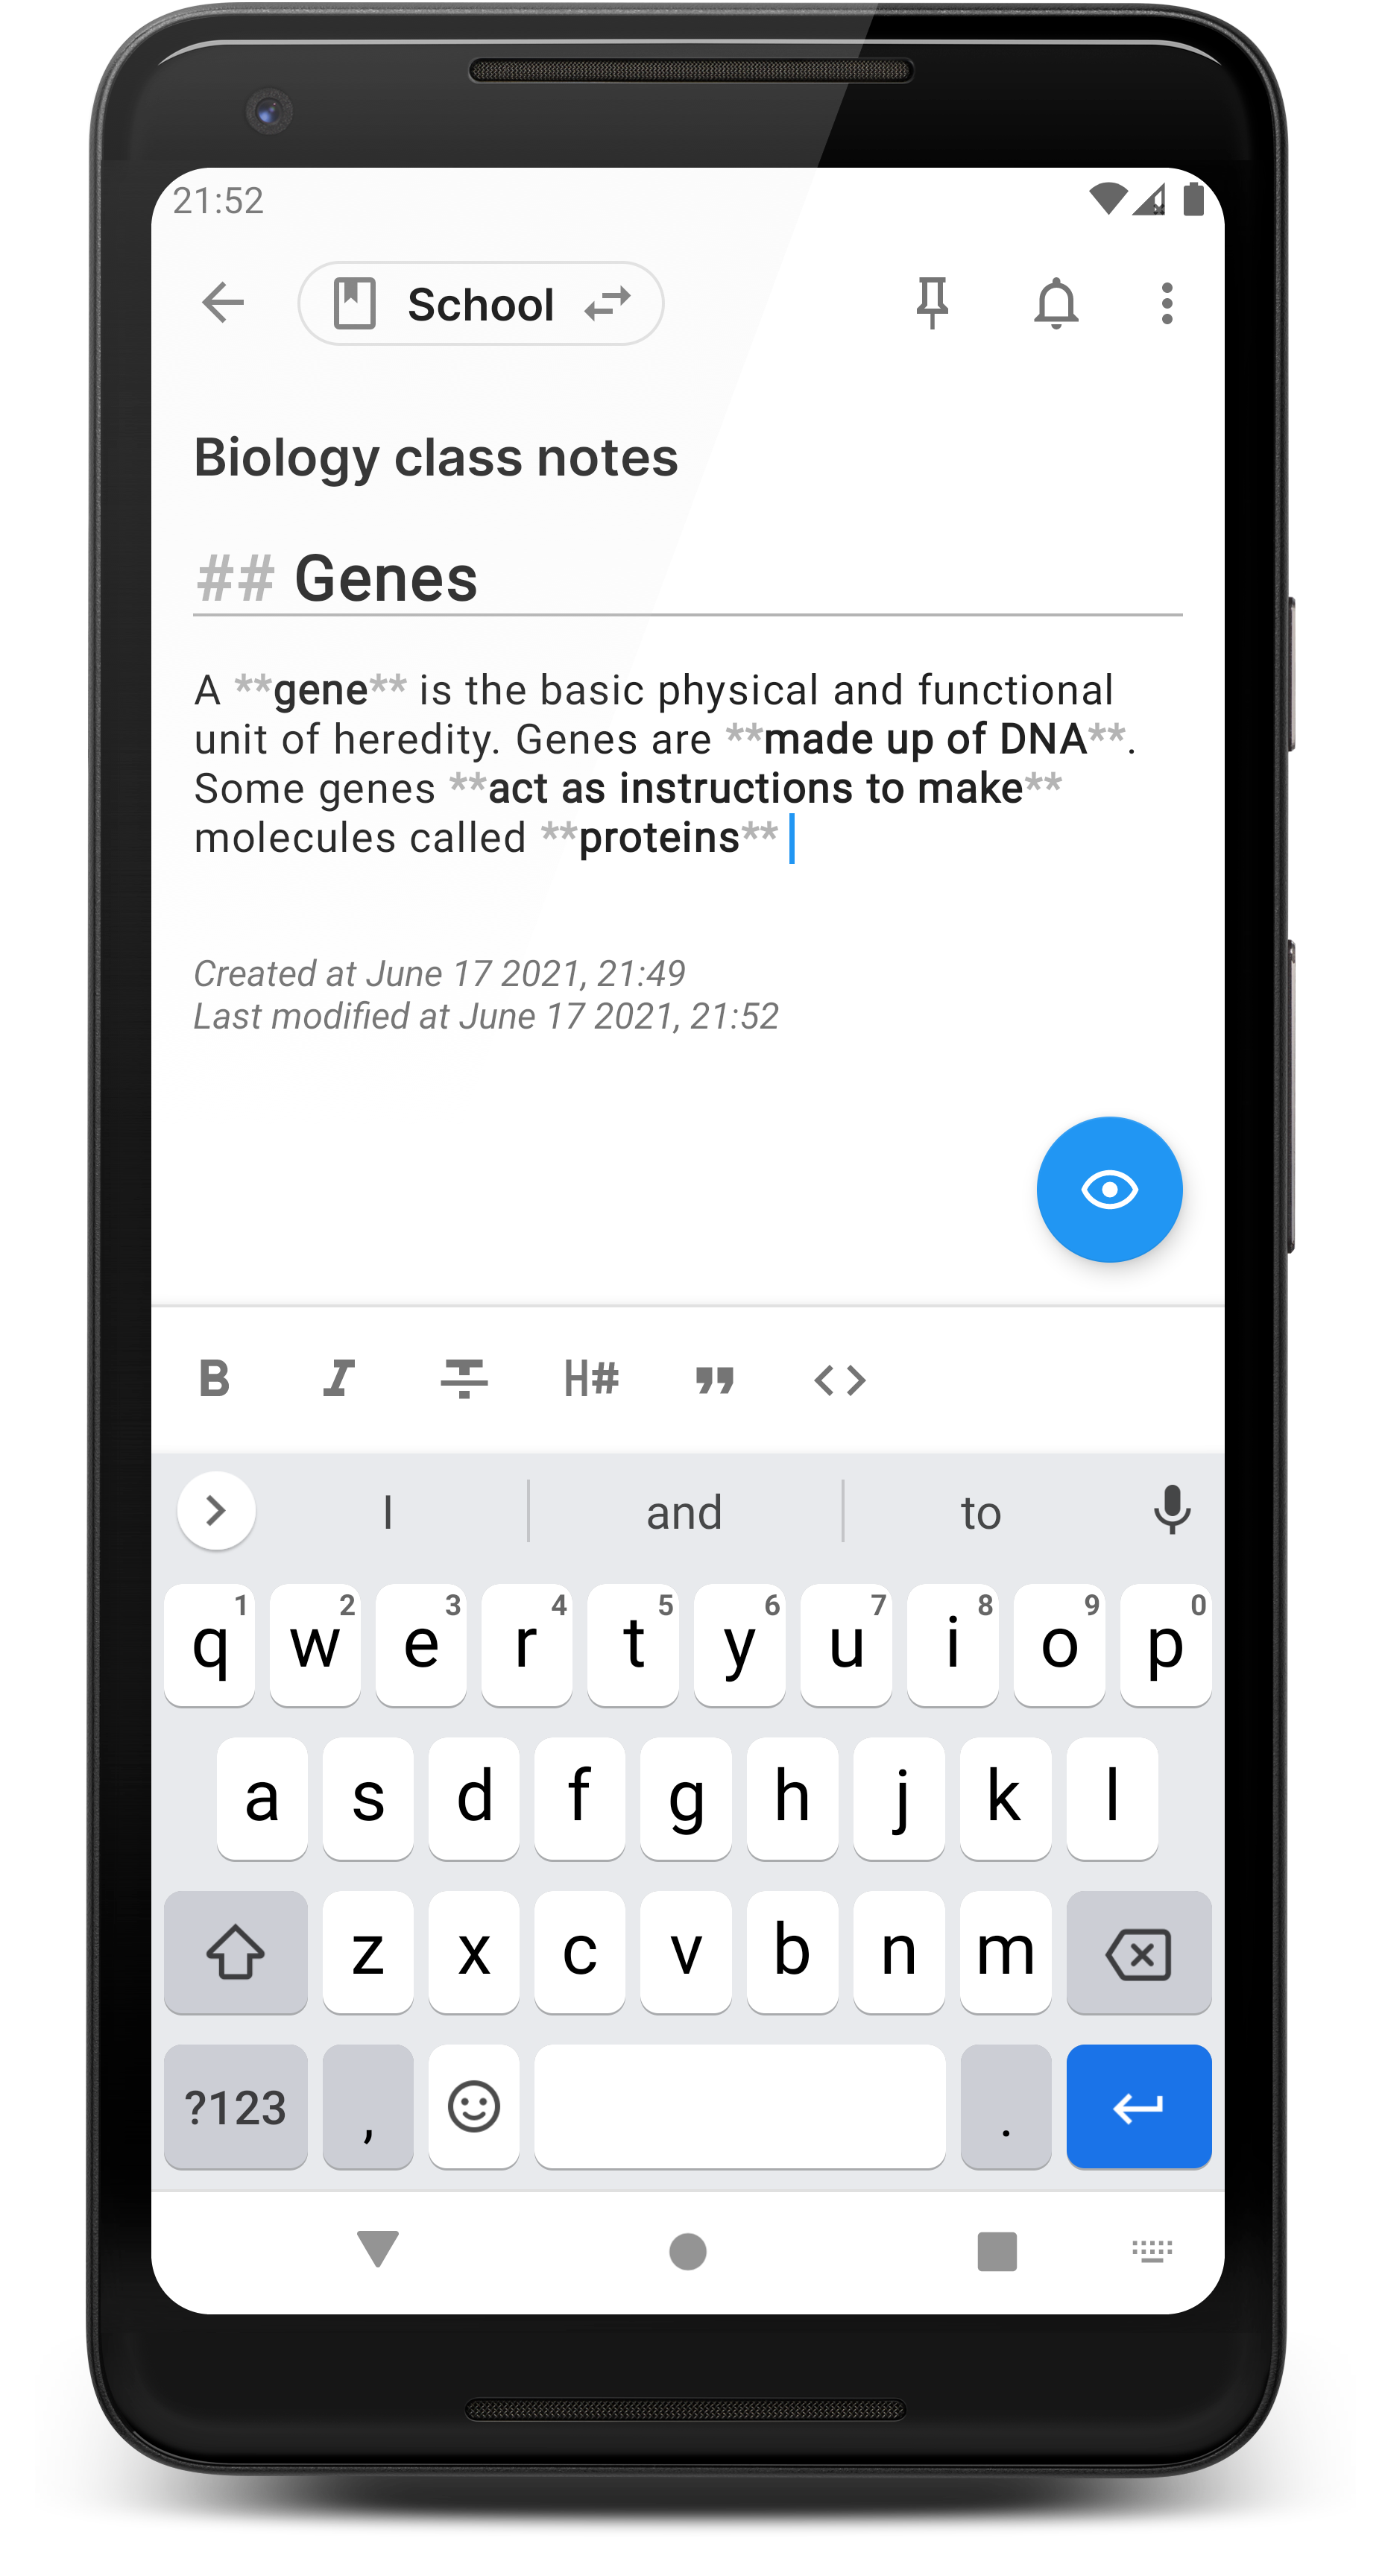 21:52
School
Biology class notes
## Genes
A **gene** is the basic physical and functional
unit of heredity. Genes are **made up of DNA**.
Some genes **act as instructions to make**
molecules called **proteins**
Created at June 17 2021, 21:49
Last modified at June 17 2021, 21:52
B I T H# " <>
I and to
1 2 3 4 5 6 7 8 9 0
q w e r t y u i o p
a s d f g h j k l
z x c v b n m
?123 , .